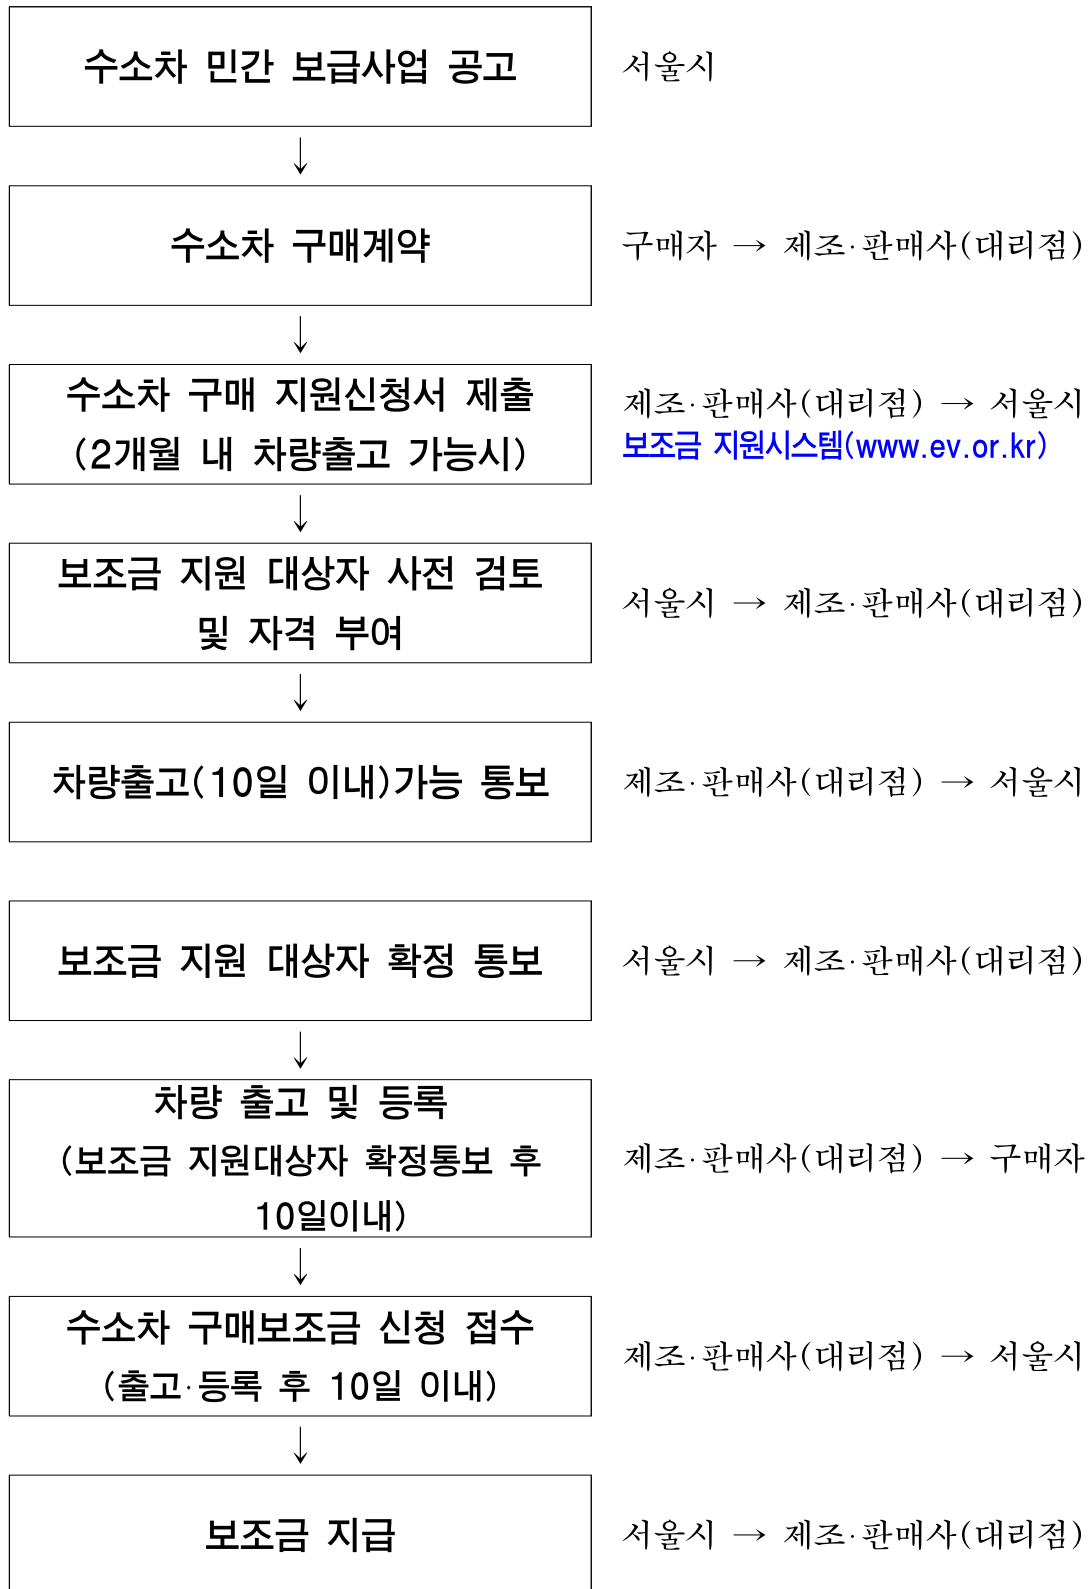 수소차 민간 보급사업 공고 서울시
↓
수소차 구매계약 구매자 → 제조·판매사(대리점)
↓
수소차 구매 지원신청서 제출
(2개월 내 차량출고 가능시)
제조·판매사(대리점) → 서울시
보조금 지원시스템(www.ev.or.kr)
↓
보조금 지원 대상자 사전 검토
및 자격 부여
서울시 → 제조·판매사(대리점)
↓
차량출고(10일 이내)가능 통보 제조·판매사(대리점) → 서울시
보조금 지원 대상자 확정 통보 서울시 → 제조·판매사(대리점)
↓
차량 출고 및 등록
(보조금 지원대상자 확정통보 후
10일이내)
제조·판매사(대리점) → 구매자
↓
수소차 구매보조금 신청 접수
(출고·등록 후 10일 이내)
제조·판매사(대리점) → 서울시
↓
보조금 지급 서울시 → 제조·판매사(대리점)